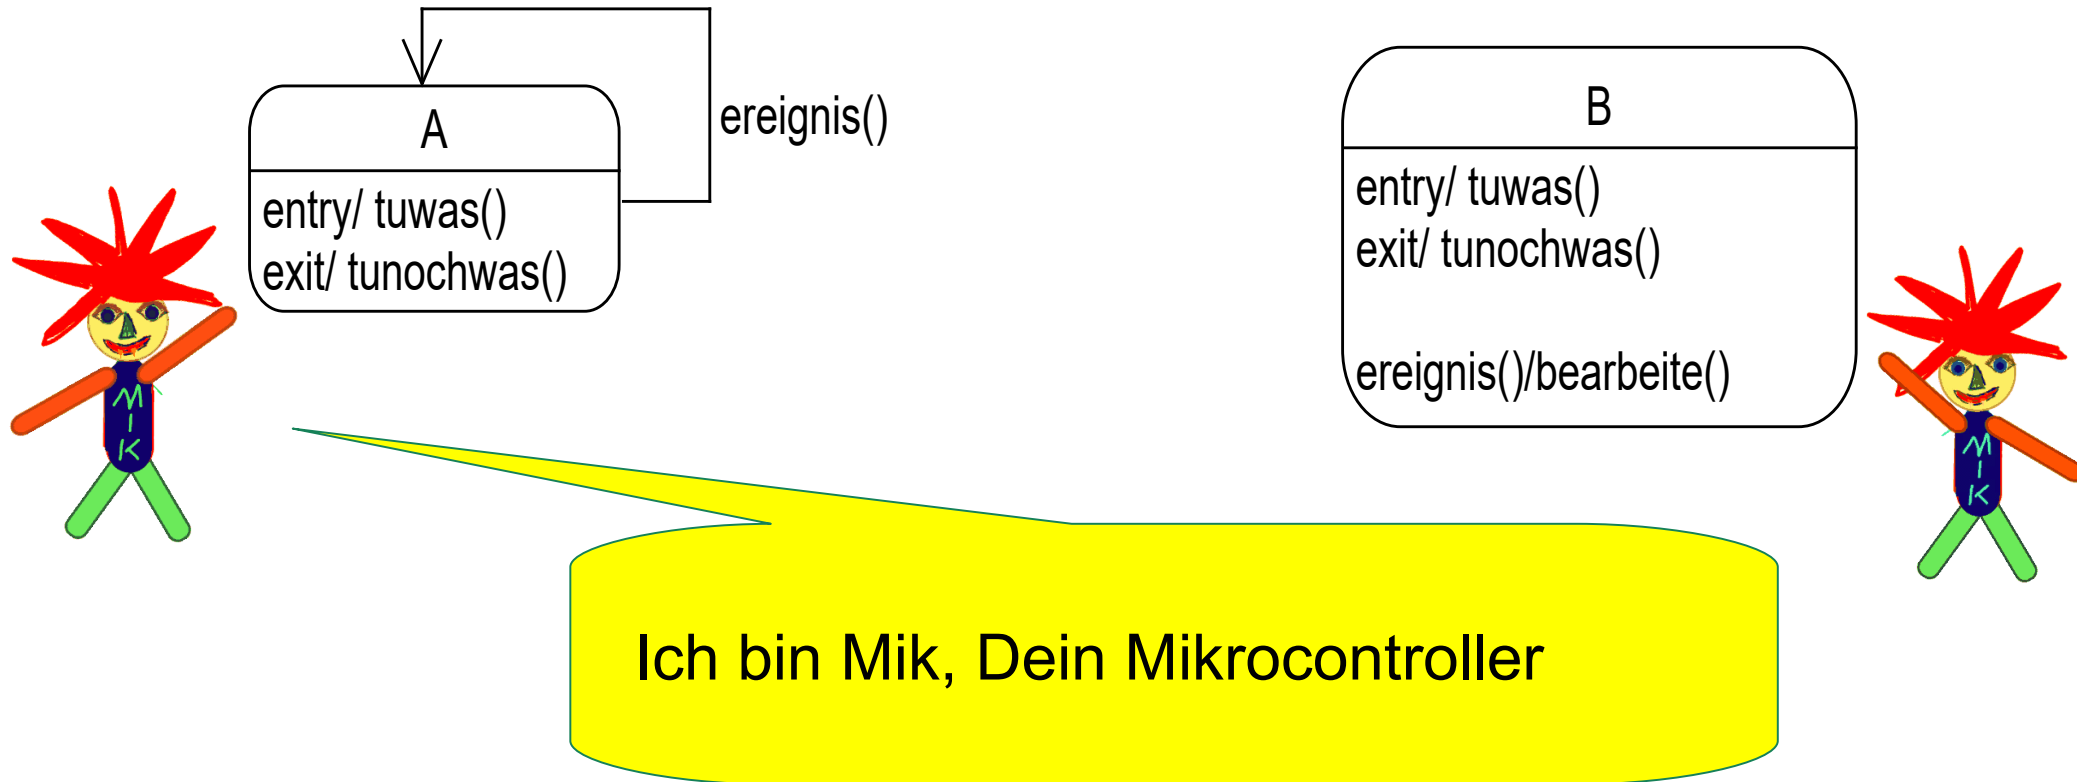 A
entry/ tuwas()
exit/ tunochwas()
ereignis()
B
entry/ tuwas()
exit/ tunochwas()
ereignis()/bearbeite()
MIK
MIK
Ich bin Mik, Dein Mikrocontroller